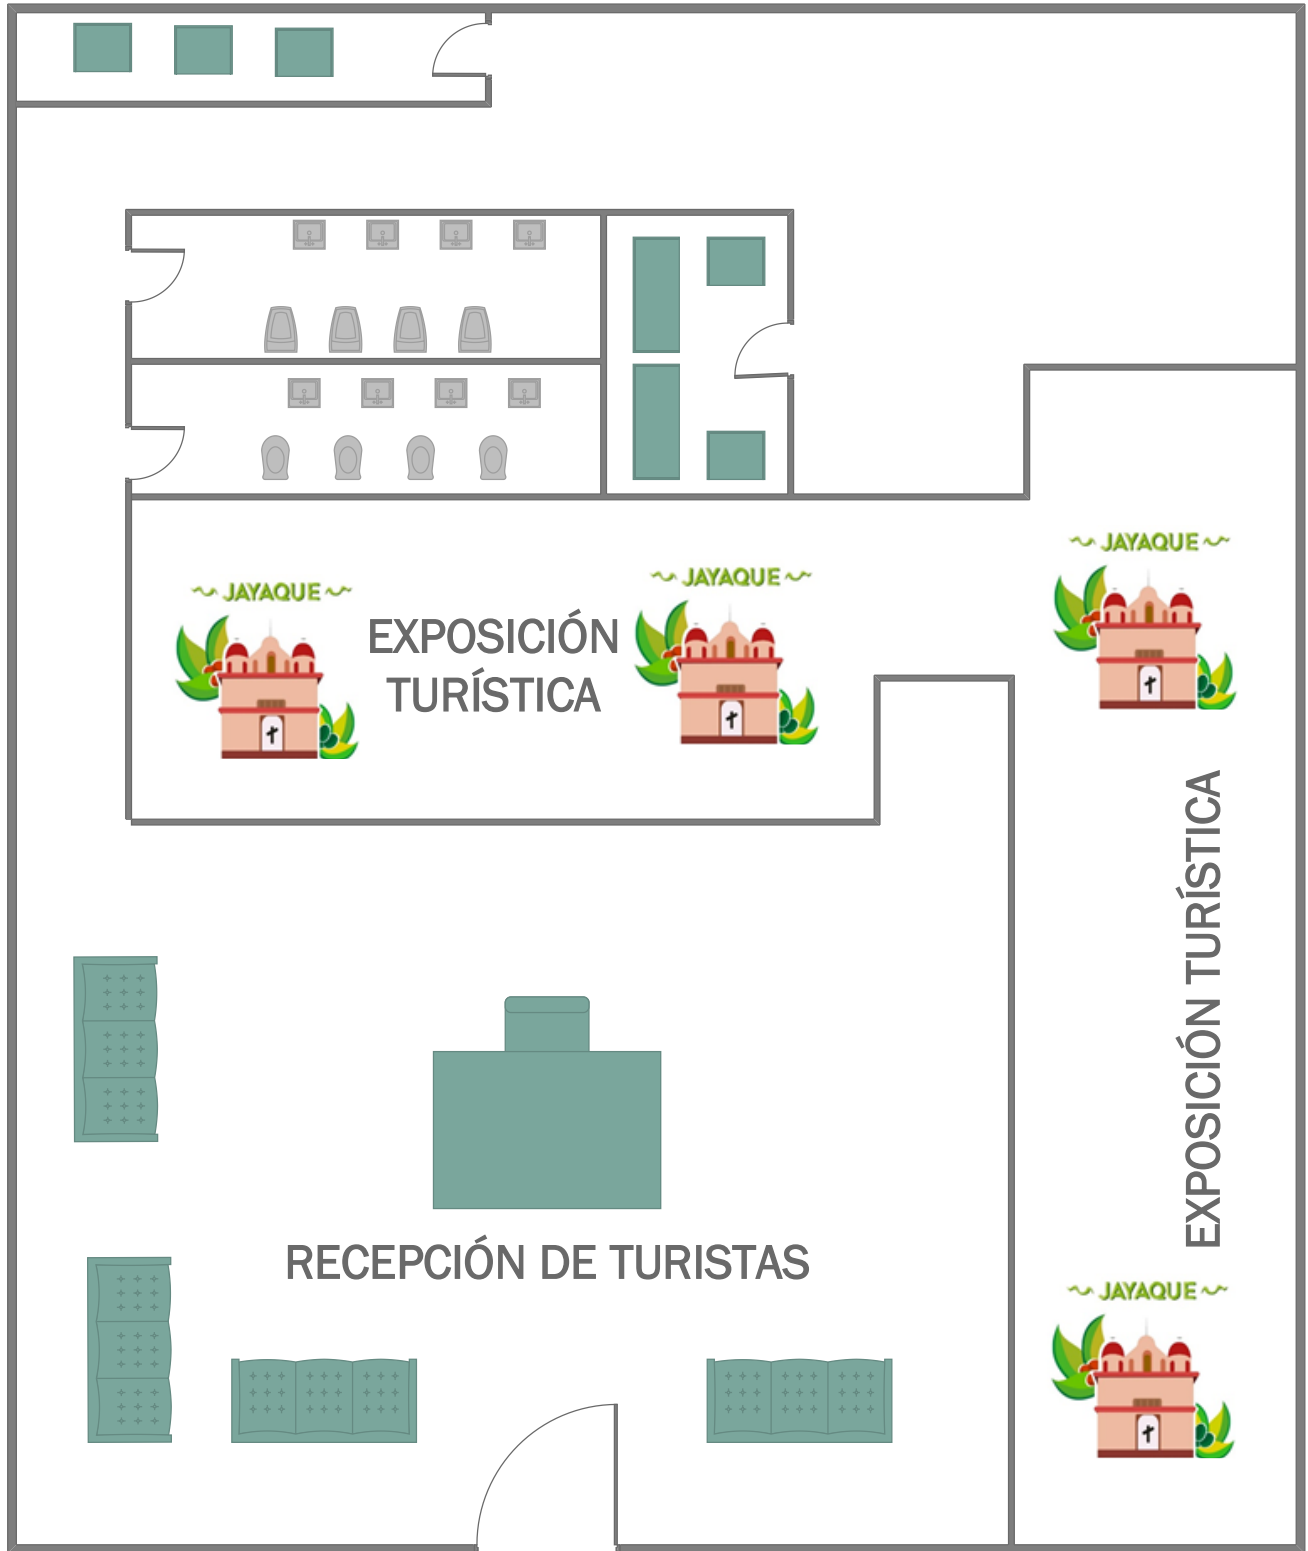 JAYAQUE
JAYAQUE
JAYAQUE
EXPOSICIÓN
TURÍSTICA
EXPOSICIÓN TURÍSTICA
RECEPCIÓN DE TURISTAS
JAYAQUE